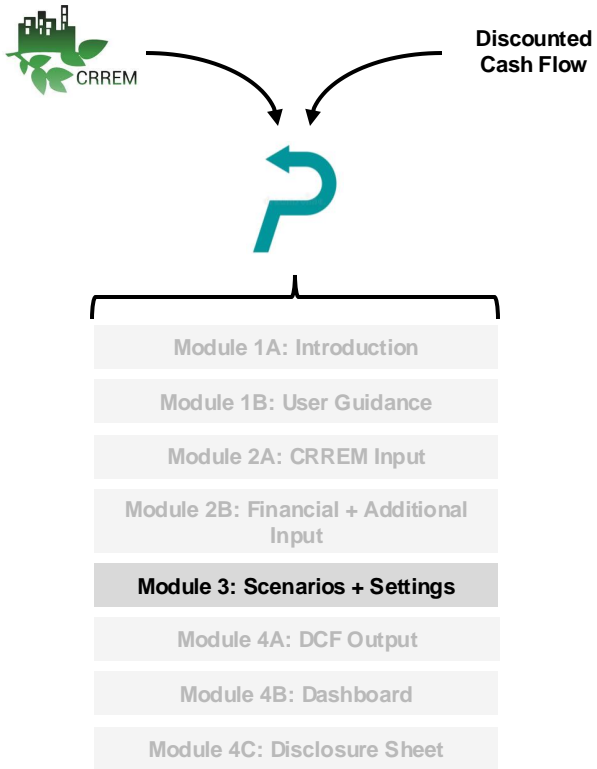 CRREM
Discounted
Cash Flow
Module 1A: Introduction
Module 1B: User Guidance
Module 2A: CRREM Input
Module 2B: Financial + Additional
Input
Module 3: Scenarios + Settings
Module 4A: DCF Output
Module 4B: Dashboard
Module 4C: Disclosure Sheet